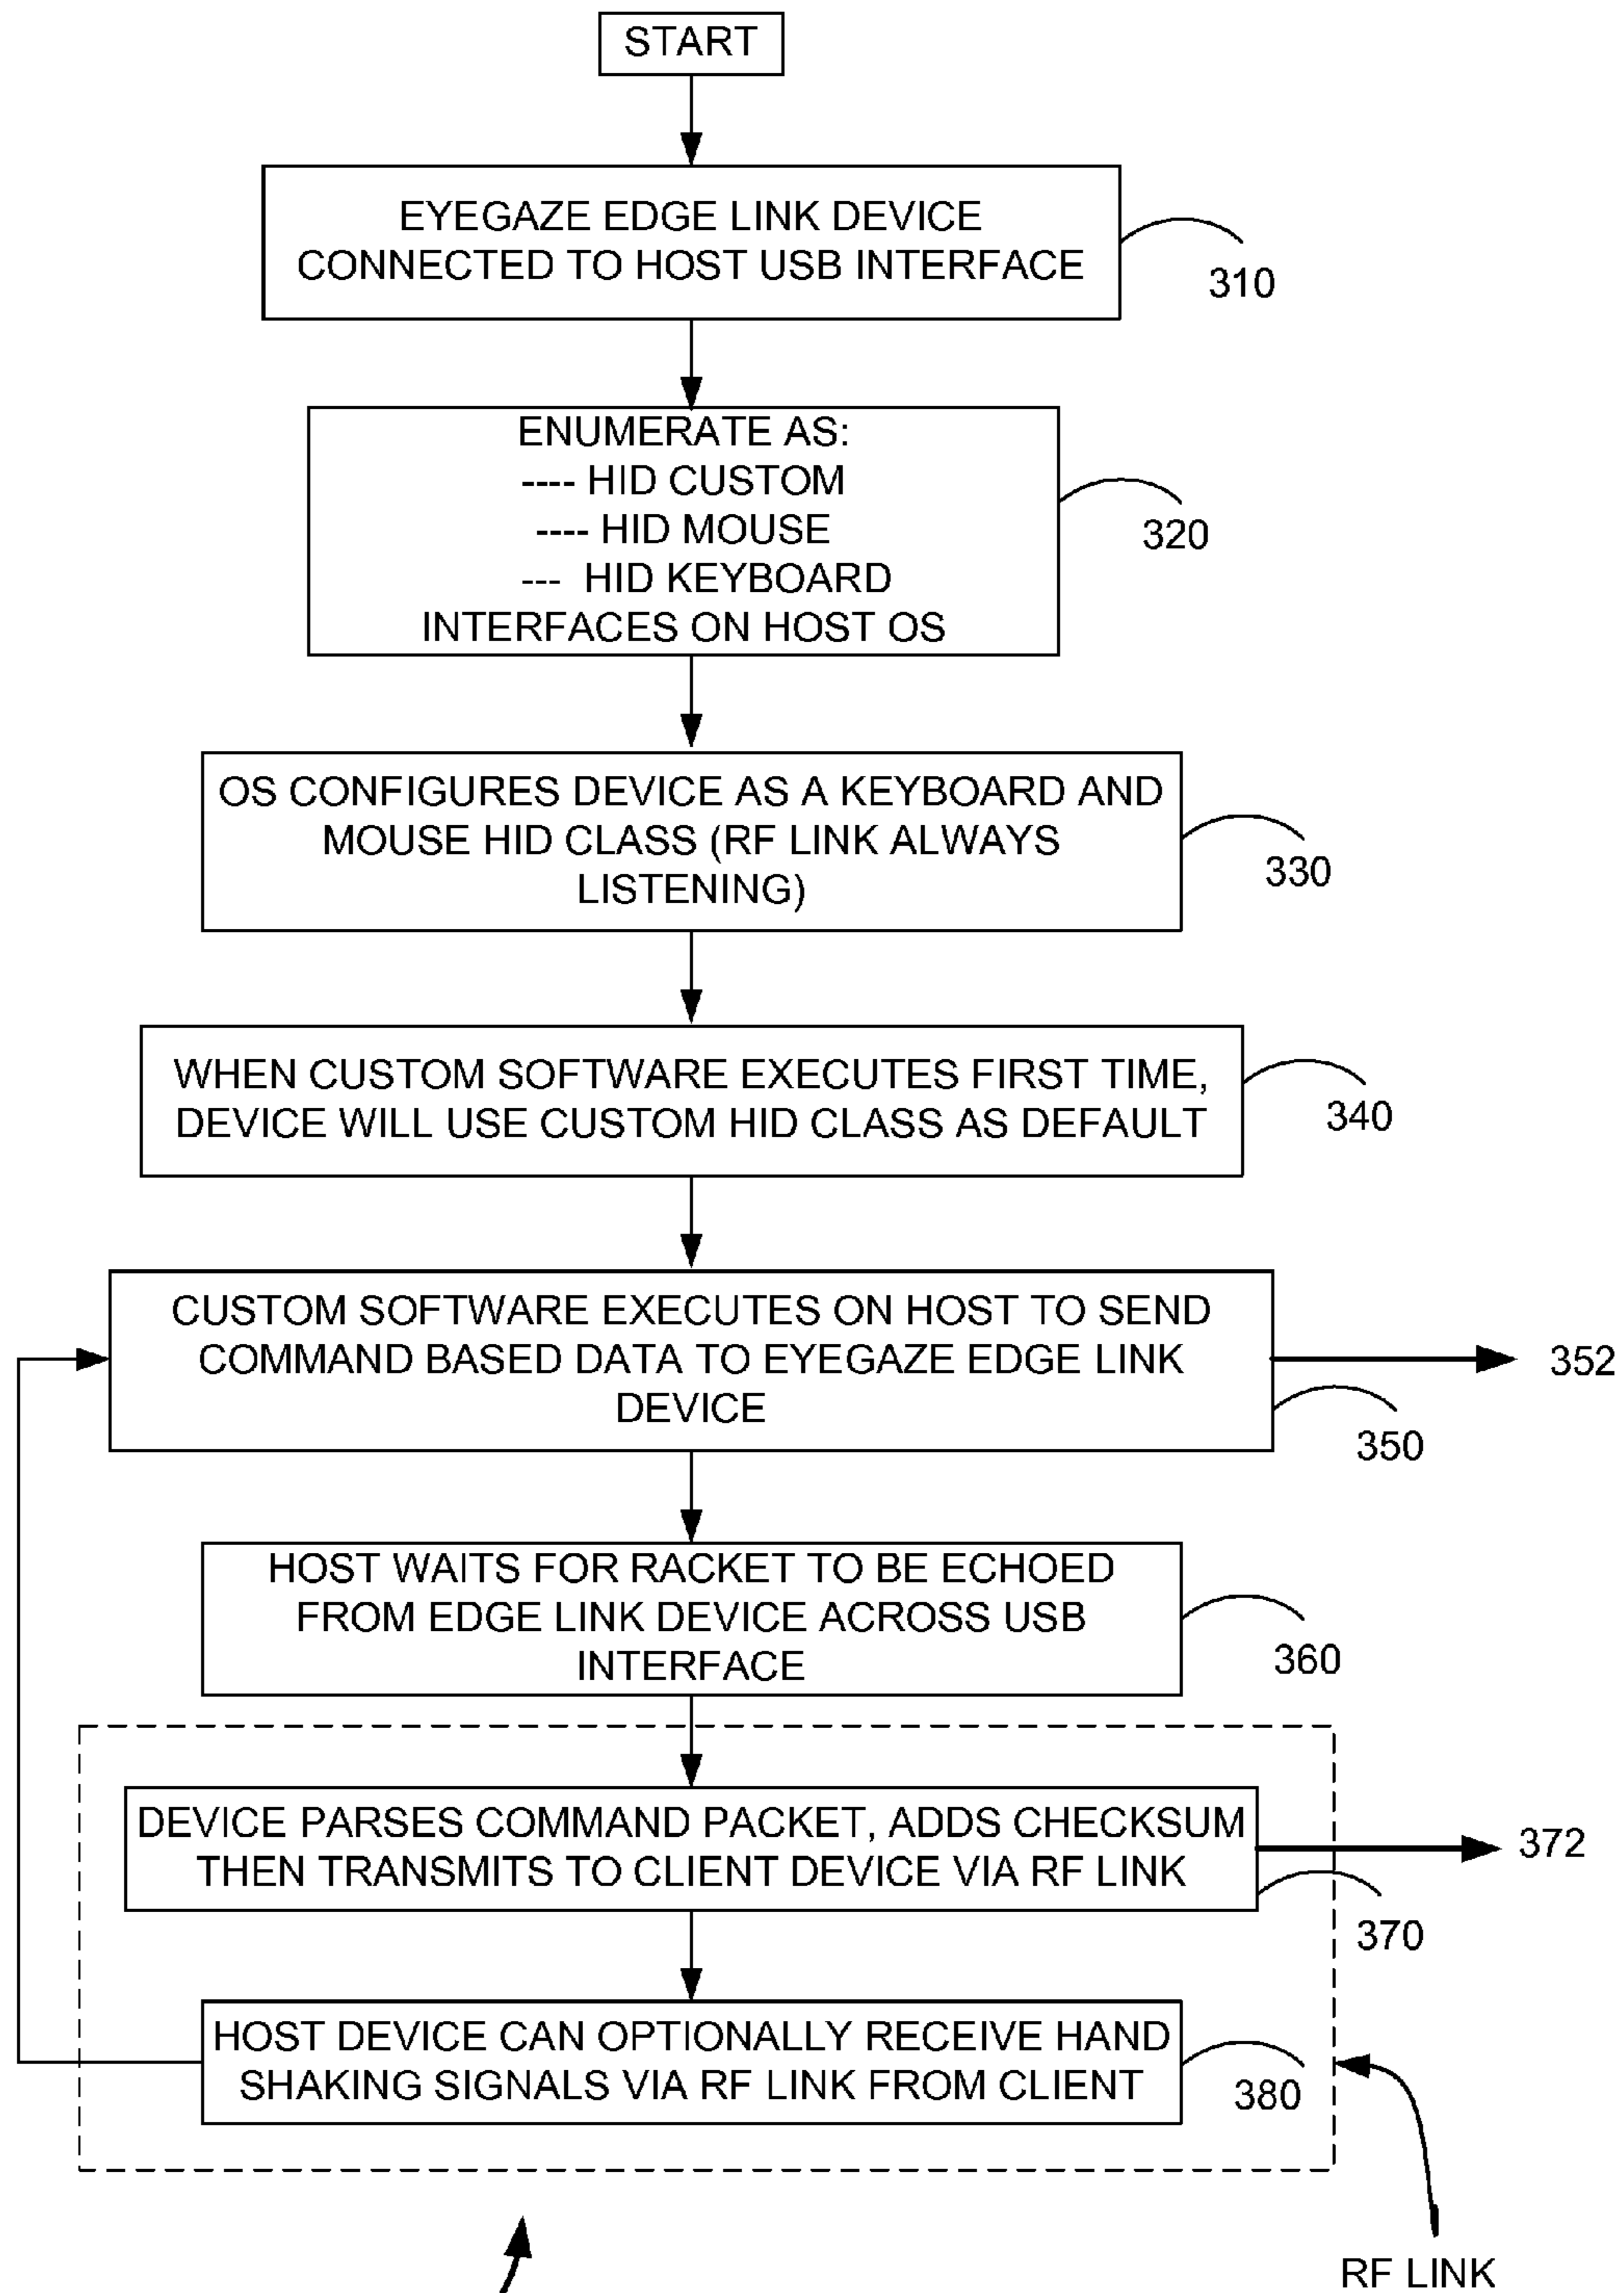 START
EYEGAZE EDGE LINK DEVICE
CONNECTED TO HOST USB INTERFACE
310
ENUMERATE AS:
---- HID CUSTOM
---- HID MOUSE
--- HID KEYBOARD
INTERFACES ON HOST OS
320
OS CONFIGURES DEVICE AS A KEYBOARD AND
MOUSE HID CLASS (RF LINK ALWAYS
LISTENING)
330
WHEN CUSTOM SOFTWARE EXECUTES FIRST TIME,
DEVICE WILL USE CUSTOM HID CLASS AS DEFAULT
340
CUSTOM SOFTWARE EXECUTES ON HOST TO SEND
COMMAND BASED DATA TO EYEGAZE EDGE LINK
DEVICE
352
350
HOST WAITS FOR RACKET TO BE ECHOED
FROM EDGE LINK DEVICE ACROSS USB
INTERFACE
360
DEVICE PARSES COMMAND PACKET, ADDS CHECKSUM
THEN TRANSMITS TO CLIENT DEVICE VIA RF LINK
372
370
HOST DEVICE CAN OPTIONALLY RECEIVE HAND
SHAKING SIGNALS VIA RF LINK FROM CLIENT
380
RF LINK